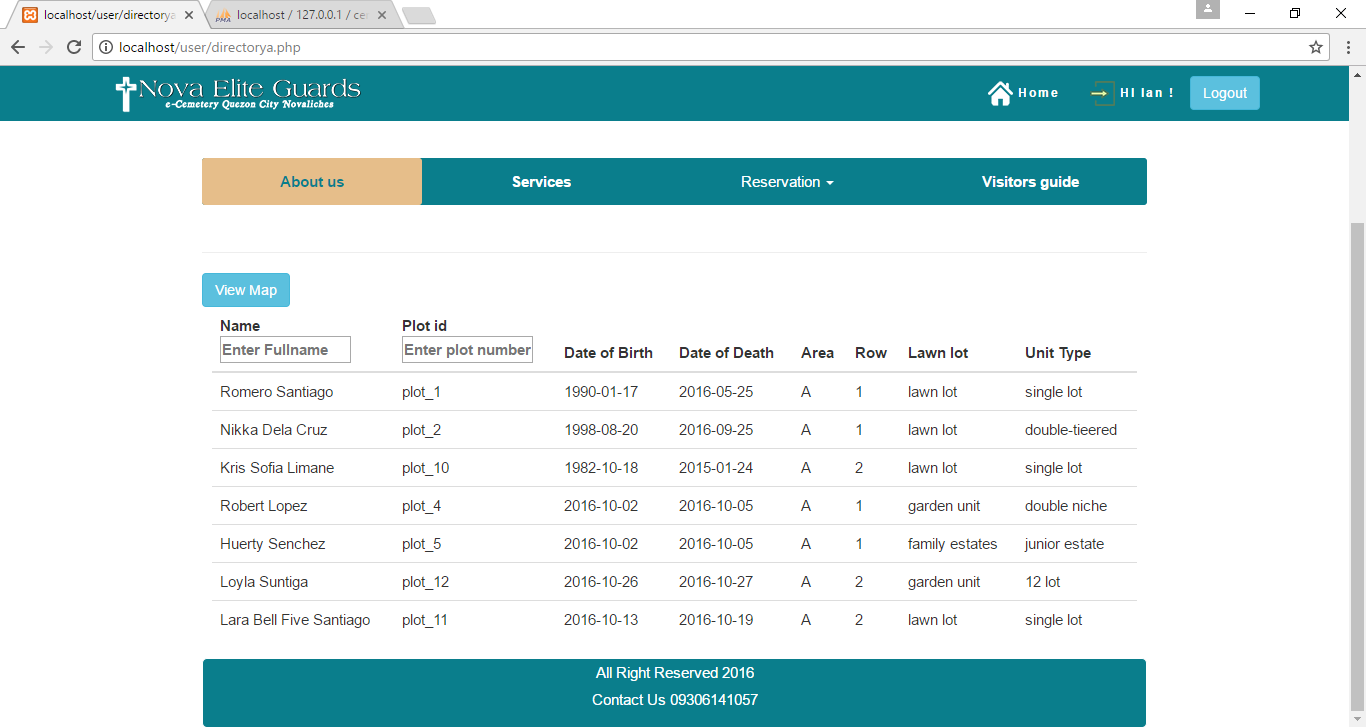 localhost/user/directorya
localhost / 127.0.0.1 / ce
localhost/user/directorya.php
Nova Elite Guards
e-Cemetery Quezon City Novaliches
Home
HI Ian !
Logout
About us
Services
Reservation
Visitors guide
View Map
Name Plot id
Enter Fullname Enter plot number Date of Birth Date of Death Area Row Lawn lot Unit Type
Romero Santiago plot_1 1990-01-17 2016-05-25 A 1 lawn lot single lot
Nikka Dela Cruz plot_2 1998-08-20 2016-09-25 A 1 lawn lot double-tieered
Kris Sofia Limane plot_10 1982-10-18 2015-01-24 A 2 lawn lot single lot
Robert Lopez plot_4 2016-10-02 2016-10-05 A 1 garden unit double niche
Huerty Senchez plot_5 2016-10-02 2016-10-05 A 1 family estates junior estate
Loyla Suntiga plot_12 2016-10-26 2016-10-27 A 2 garden unit 12 lot
Lara Bell Five Santiago plot_11 2016-10-13 2016-10-19 A 2 lawn lot single lot
All Right Reserved 2016
Contact Us 09306141057